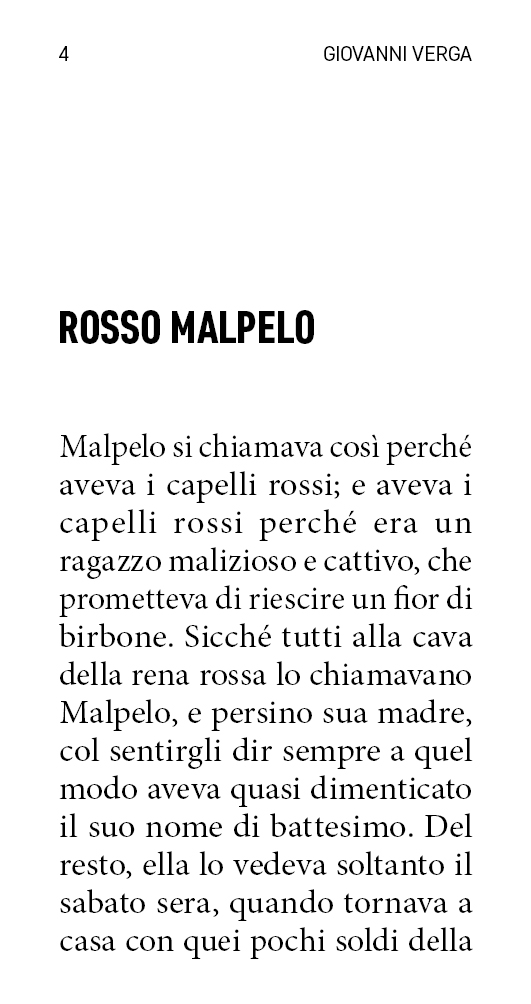 4 GIOVANNI VERGA
ROSSO MALPELO
Malpelo si chiamava così perché
aveva i capelli rossi; e aveva i
capelli rossi perché era un
ragazzo malizioso e cattivo, che
prometteva di riescire un fior di
birbone. Sicché tutti alla cava
della rena rossa lo chiamavano
Malpelo, e persino sua madre,
col sentirgli dir sempre a quel
modo aveva quasi dimenticato
il suo nome di battesimo. Del
resto, ella lo vedeva soltanto il
sabato sera, quando tornava a
casa con quei pochi soldi della